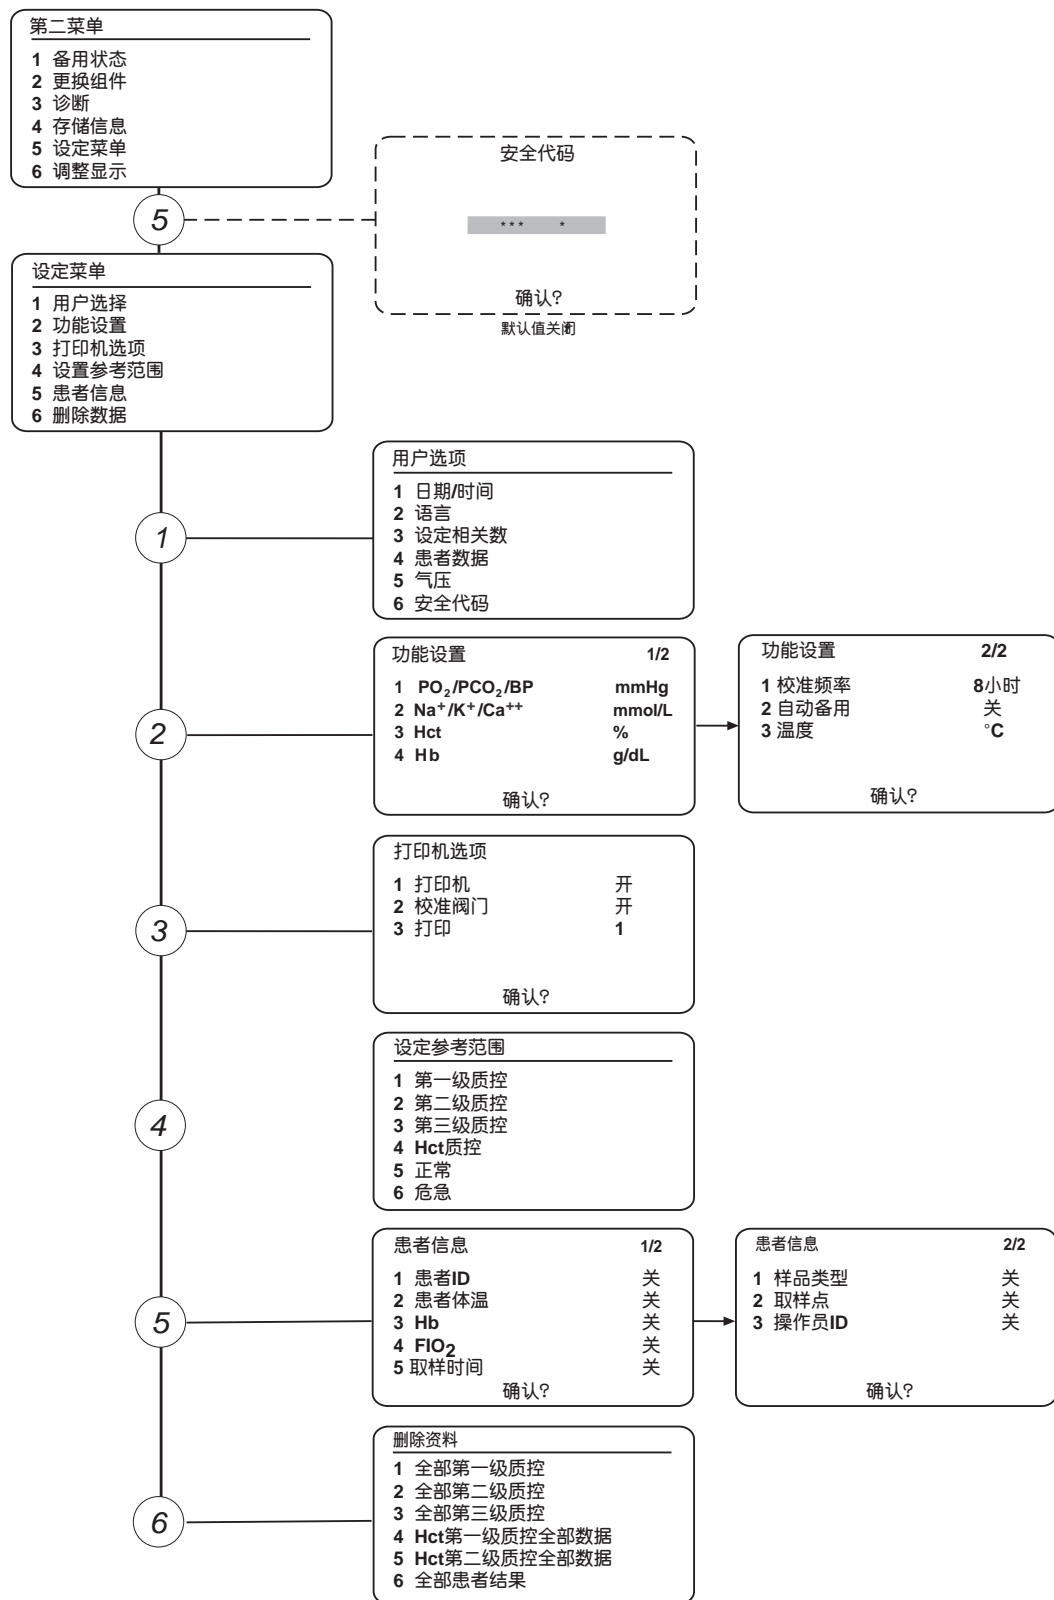 第二菜单
1 备用状态
2 更换组件
3 诊断
4 存储信息
5 设定菜单
6 调整显示
5
安全代码
*** *
确认?
默认值关闭
设定菜单
1 用户选择
2 功能设置
3 打印机选项
4 设置参考范围
5 患者信息
6 删除数据
1
用户选项
1 日期/时间
2 语言
3 设定相关数
4 患者数据
5 气压
6 安全代码
2
功能设置 1/2
1 PO₂/PCO₂/BP mmHg
2 Na⁺/K⁺/Ca⁺⁺ mmol/L
3 Hct %
4 Hb g/dL
确认?
功能设置 2/2
1 校准频率 8小时
2 自动备用 关
3 温度 °C
确认?
3
打印机选项
1 打印机 开
2 校准阀门 开
3 打印 1
确认?
4
设定参考范围
1 第一级质控
2 第二级质控
3 第三级质控
4 Hct质控
5 正常
6 危急
5
患者信息 1/2
1 患者ID 关
2 患者体温 关
3 Hb 关
4 FIO₂ 关
5 取样时间 关
确认?
患者信息 2/2
1 样品类型 关
2 取样点 关
3 操作员ID 关
确认?
6
删除资料
1 全部第一级质控
2 全部第二级质控
3 全部第三级质控
4 Hct第一级质控全部数据
5 Hct第二级质控全部数据
6 全部患者结果